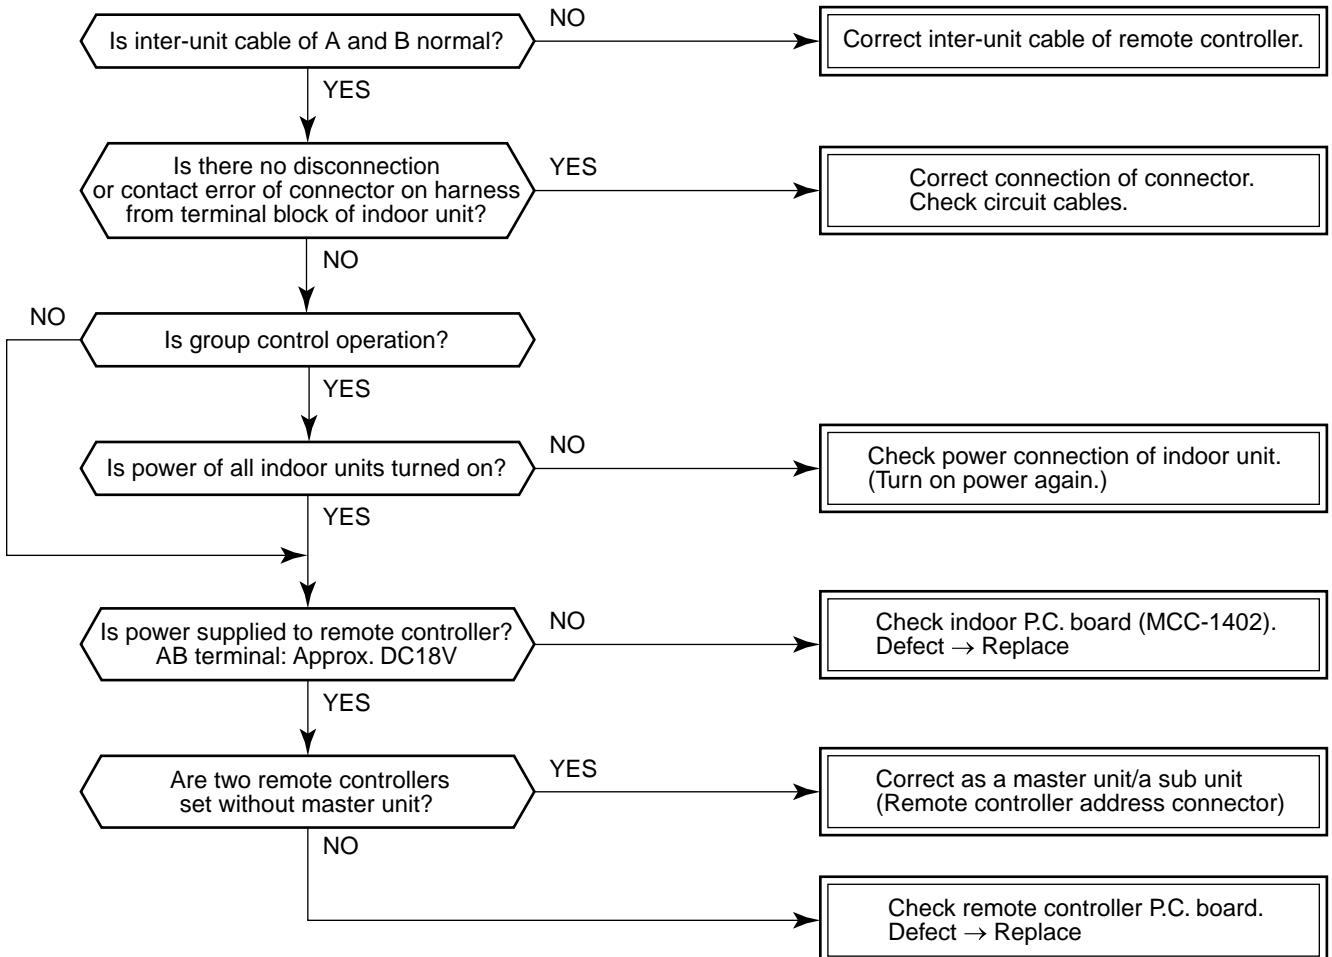 Is inter-unit cable of A and B normal?
NO
Correct inter-unit cable of remote controller.
YES
Is there no disconnection
or contact error of connector on harness
from terminal block of indoor unit?
YES
Correct connection of connector.
Check circuit cables.
NO
NO
Is group control operation?
YES
Is power of all indoor units turned on?
NO
Check power connection of indoor unit.
(Turn on power again.)
YES
Is power supplied to remote controller?
AB terminal: Approx. DC18V
NO
Check indoor P.C. board (MCC-1402).
Defect → Replace
YES
Are two remote controllers
set without master unit?
YES
Correct as a master unit/a sub unit
(Remote controller address connector)
NO
Check remote controller P.C. board.
Defect → Replace